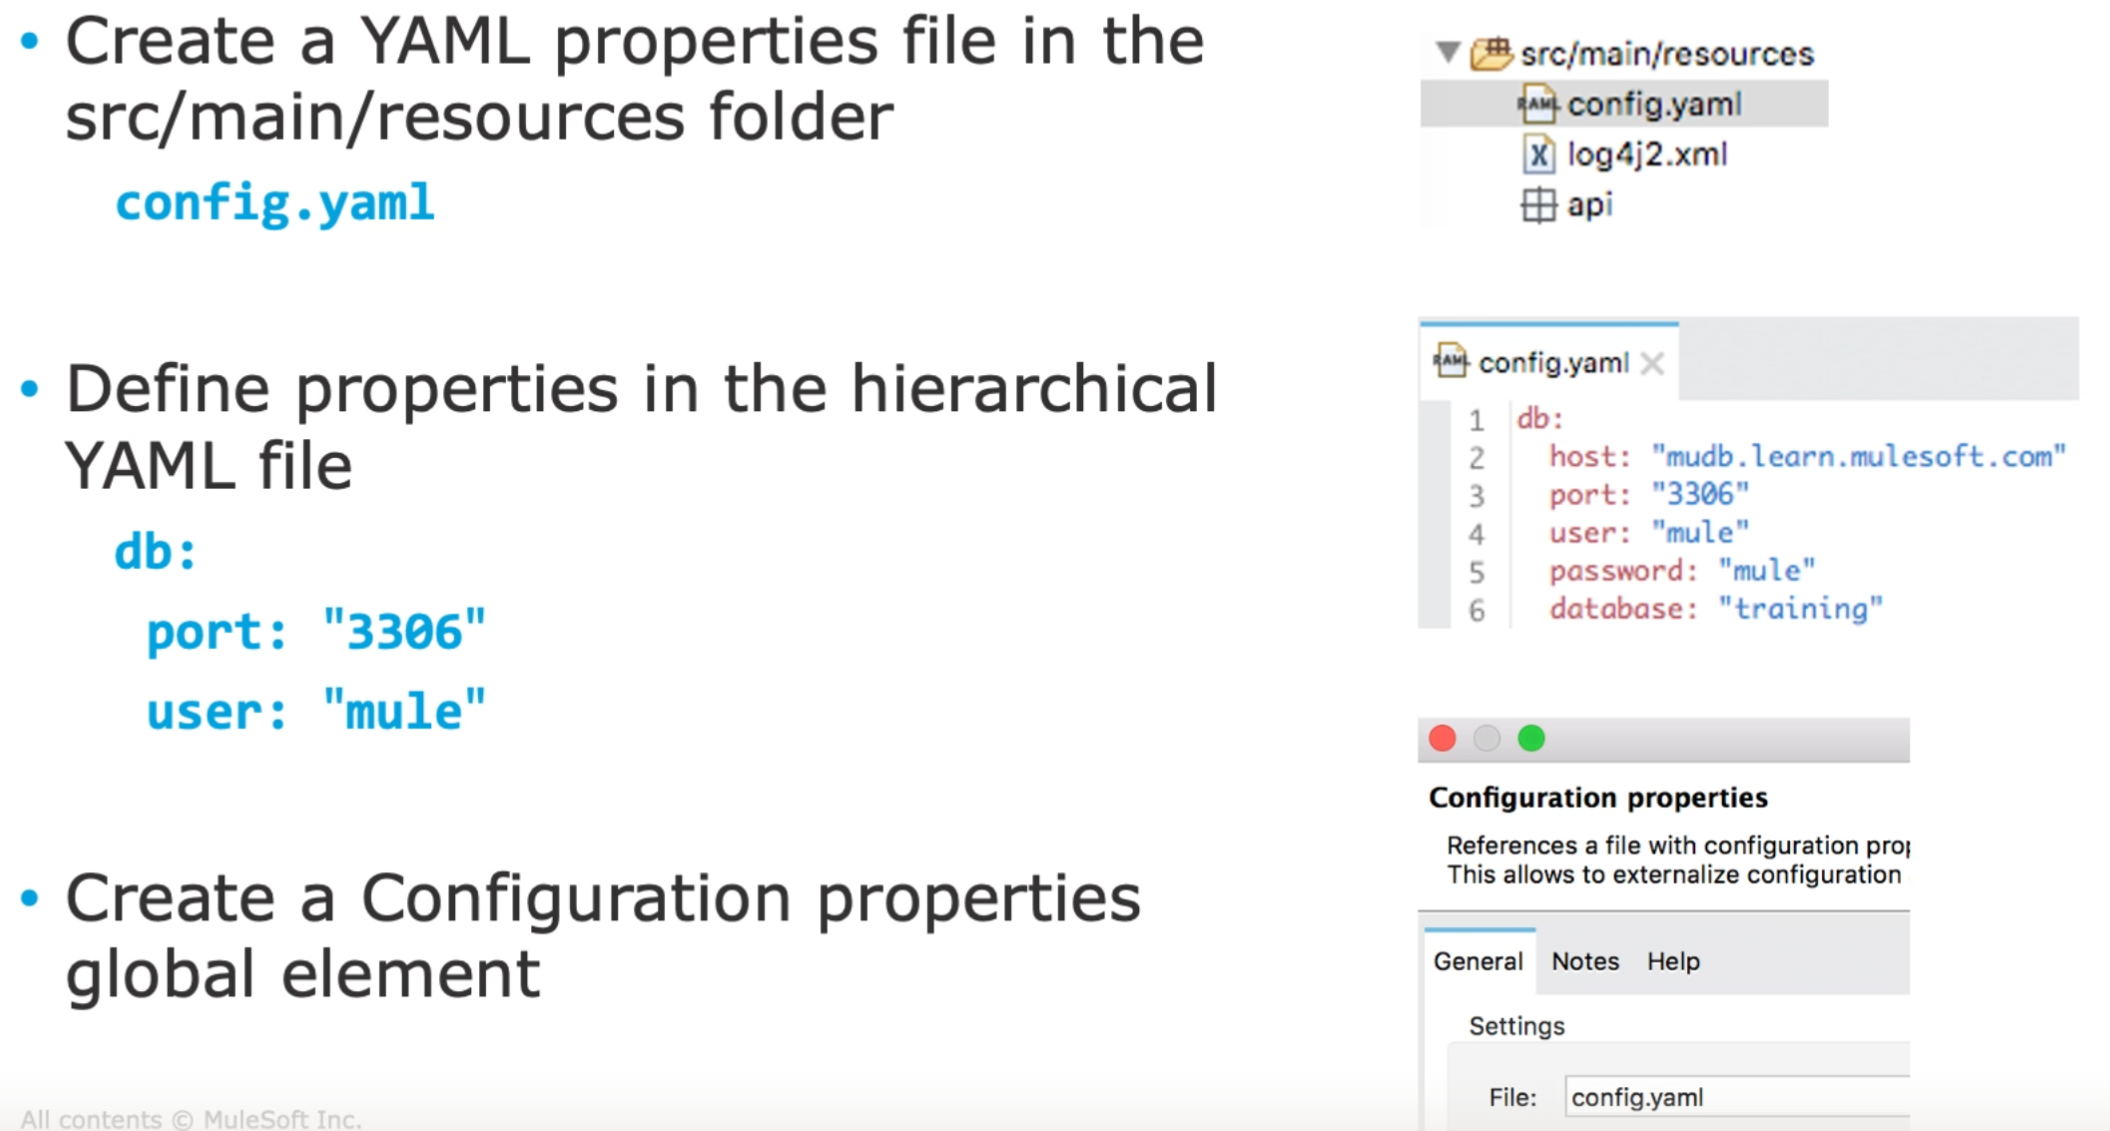 • Create a YAML properties file in the
src/main/resources folder
config.yaml
• Define properties in the hierarchical
YAML file
db:
port: "3306"
user: "mule"
• Create a Configuration properties
global element
All contents © MuleSoft Inc.
src/main/resources
RAML config.yaml
X log4j2.xml
api
RAML config.yaml
1 db:
2 host: "mudb.learn.mulesoft.com"
3 port: "3306"
4 user: "mule"
5 password: "mule"
6 database: "training"
Configuration properties
References a file with configuration prop
This allows to externalize configuration
General Notes Help
Settings
File: config.yaml